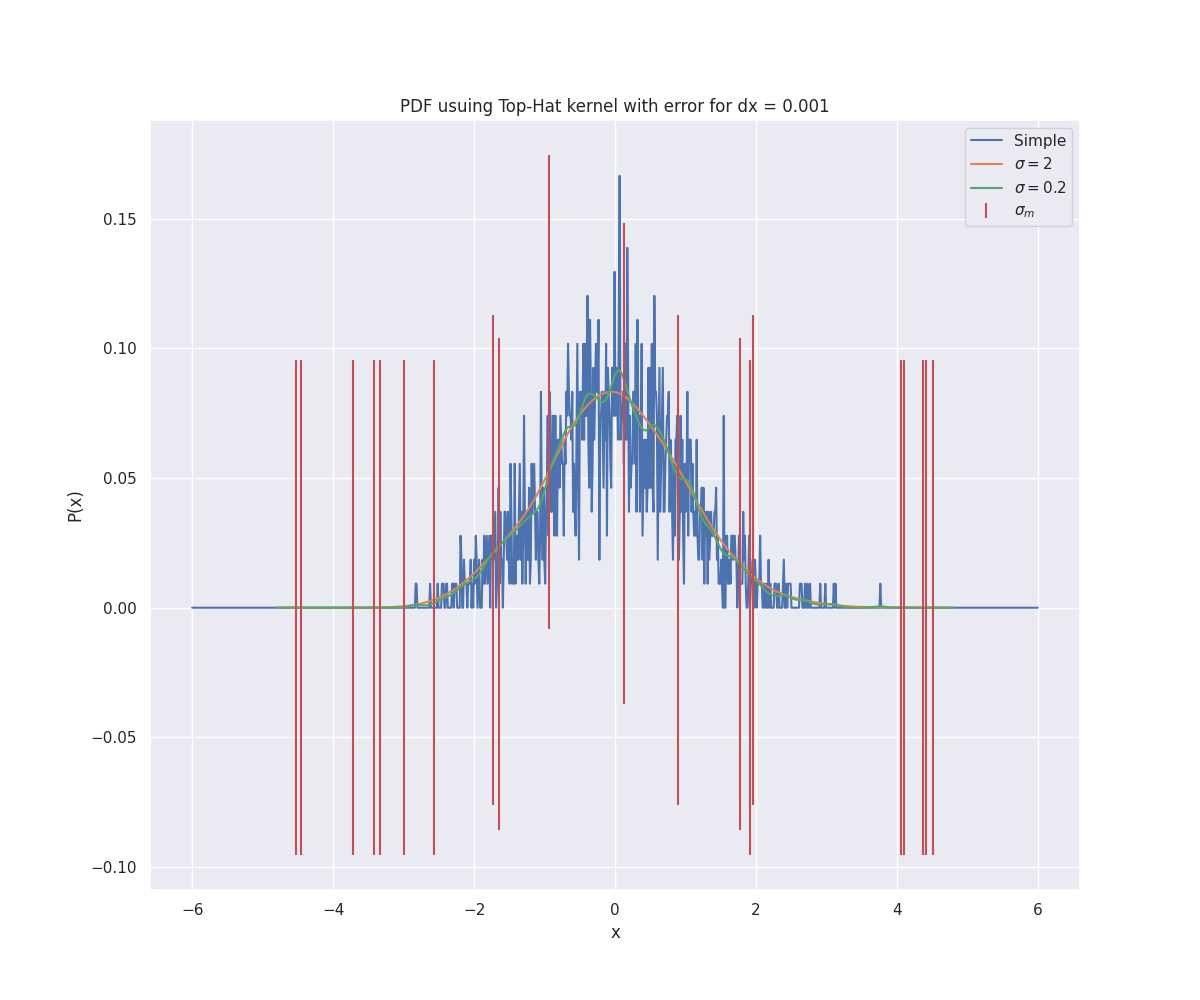 PDF usuing Top-Hat kernel with error for dx = 0.001
Simple
σ = 2
σ = 0.2
σm
0.15
0.10
0.05
0.00
−0.05
−0.10
P(x)
−6 −4 −2 0 2 4 6
x